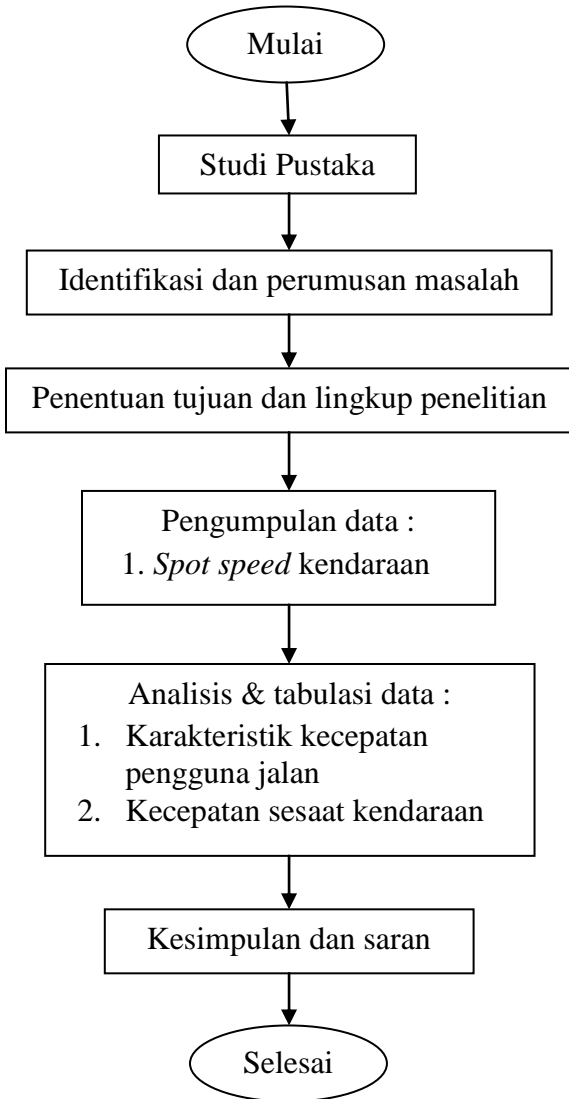 Mulai
Studi Pustaka
Identifikasi dan perumusan masalah
Penentuan tujuan dan lingkup penelitian
Pengumpulan data :
1. Spot speed kendaraan
Analisis & tabulasi data :
1. Karakteristik kecepatan
pengguna jalan
2. Kecepatan sesaat kendaraan
Kesimpulan dan saran
Selesai